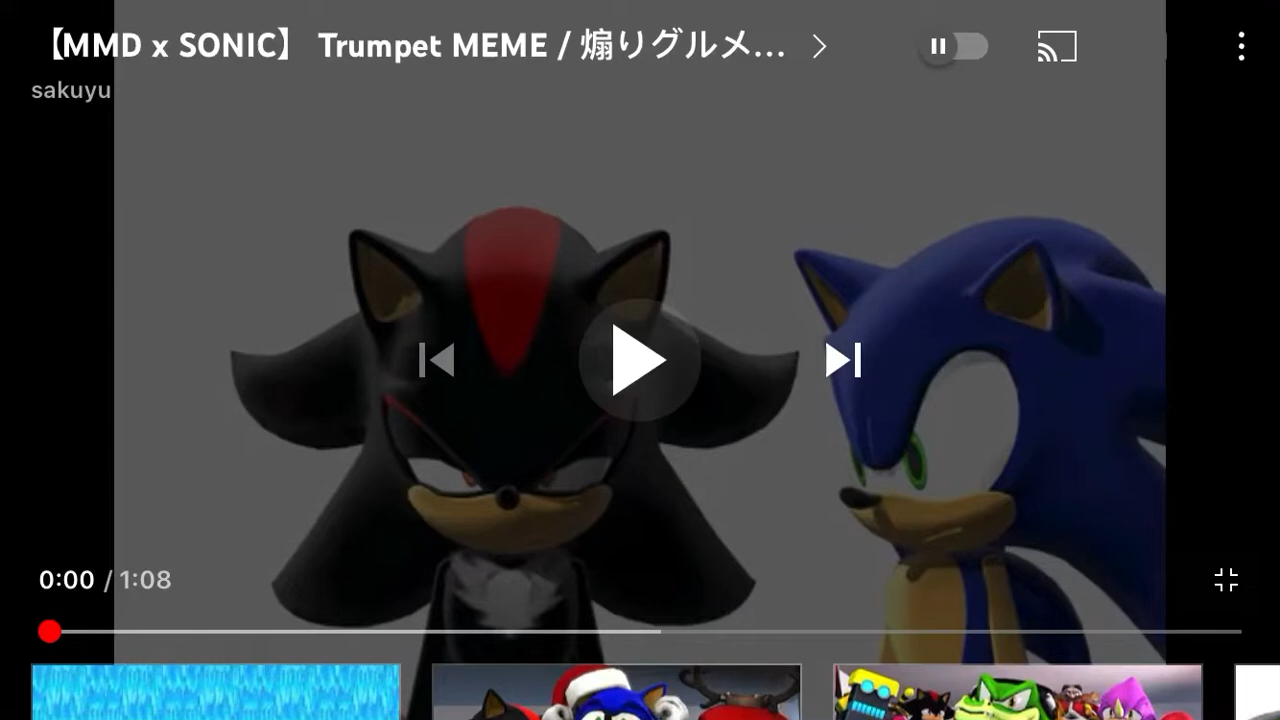 【MMD x SONIC】 Trumpet MEME / 煽りグルメ...
sakuyu
0:00 / 1:08